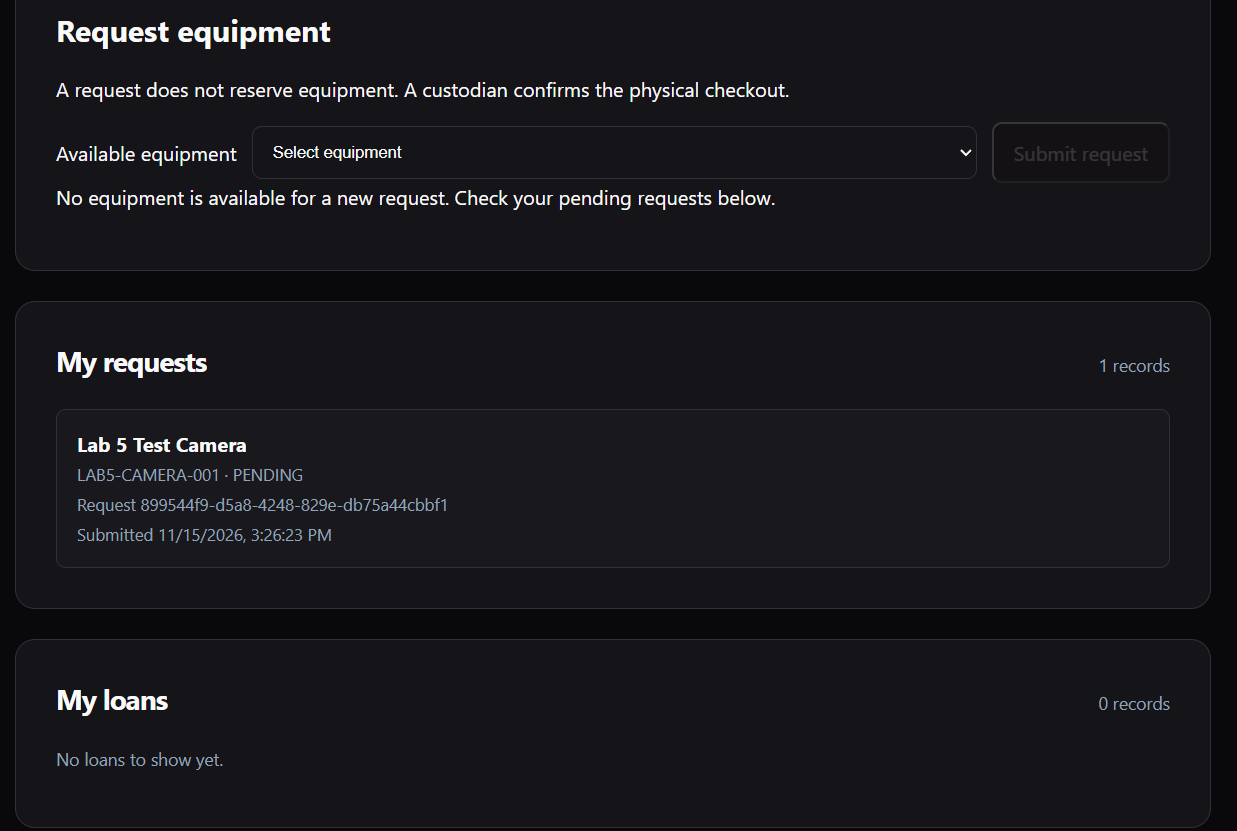 Request equipment
A request does not reserve equipment. A custodian confirms the physical checkout.
Available equipment
Select equipment
Submit request
No equipment is available for a new request. Check your pending requests below.
My requests
1 records
Lab 5 Test Camera
LAB5-CAMERA-001 · PENDING
Request 899544f9-d5a8-4248-829e-db75a44cbbf1
Submitted 11/15/2026, 3:26:23 PM
My loans
0 records
No loans to show yet.